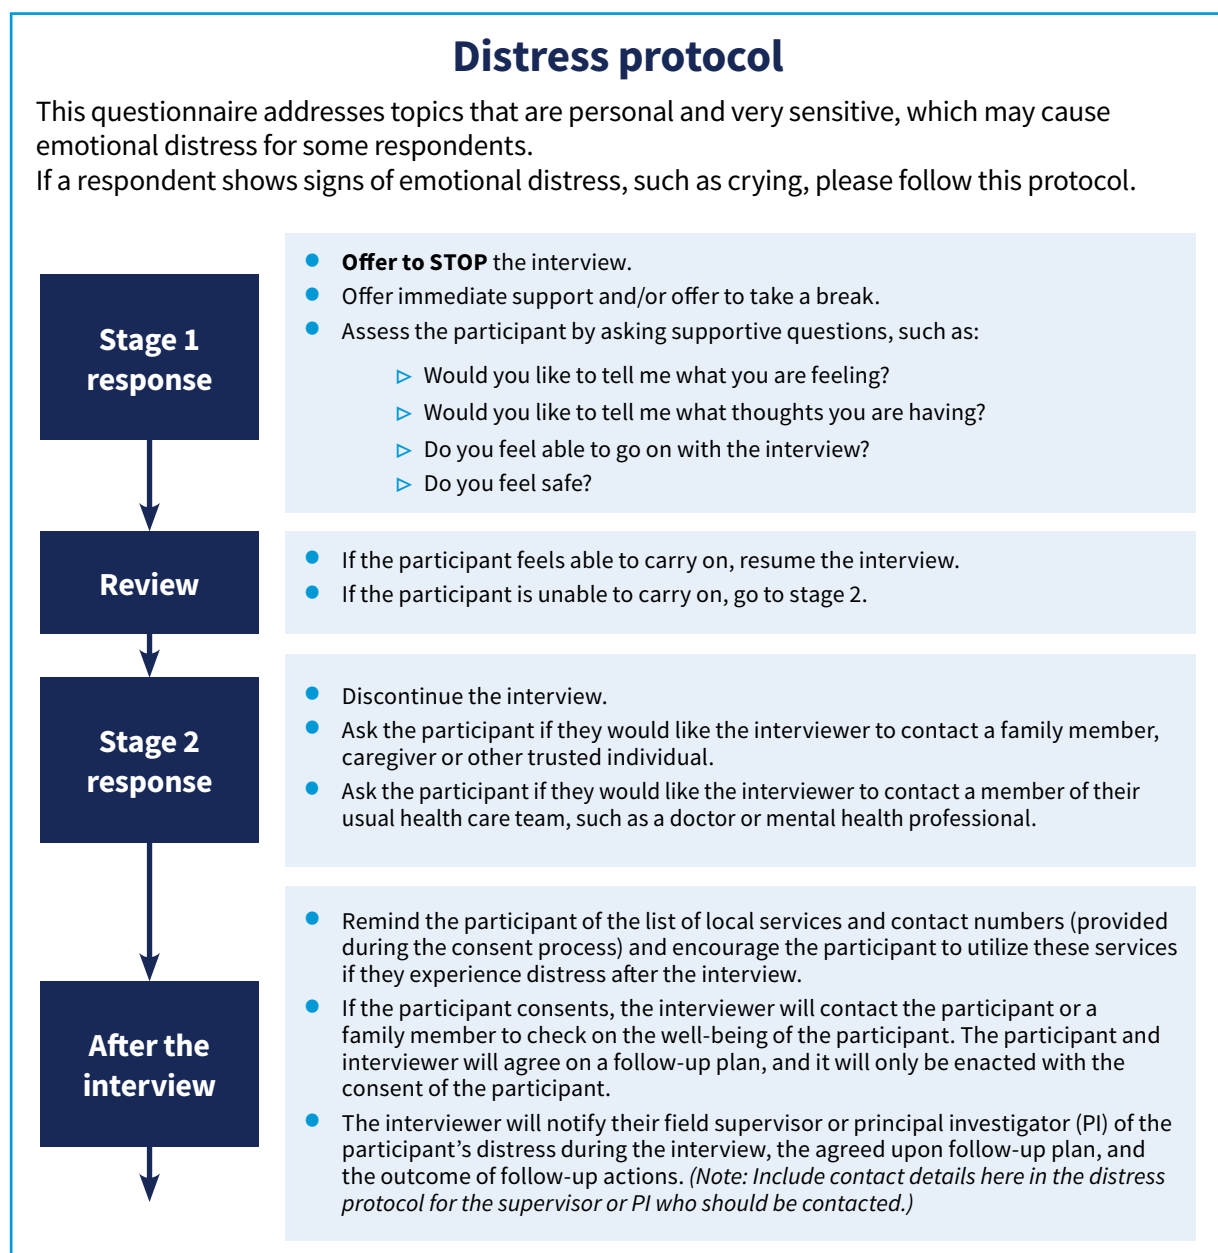 Distress protocol
This questionnaire addresses topics that are personal and very sensitive, which may cause
emotional distress for some respondents.
If a respondent shows signs of emotional distress, such as crying, please follow this protocol.
Stage 1
response
Offer to STOP the interview.
Offer immediate support and/or offer to take a break.
Assess the participant by asking supportive questions, such as:
Would you like to tell me what you are feeling?
Would you like to tell me what thoughts you are having?
Do you feel able to go on with the interview?
Do you feel safe?
Review
If the participant feels able to carry on, resume the interview.
If the participant is unable to carry on, go to stage 2.
Stage 2
response
Discontinue the interview.
Ask the participant if they would like the interviewer to contact a family member,
caregiver or other trusted individual.
Ask the participant if they would like the interviewer to contact a member of their
usual health care team, such as a doctor or mental health professional.
After the
interview
Remind the participant of the list of local services and contact numbers (provided
during the consent process) and encourage the participant to utilize these services
if they experience distress after the interview.
If the participant consents, the interviewer will contact the participant or a
family member to check on the well-being of the participant. The participant and
interviewer will agree on a follow-up plan, and it will only be enacted with the
consent of the participant.
The interviewer will notify their field supervisor or principal investigator (PI) of the
participant's distress during the interview, the agreed upon follow-up plan, and
the outcome of follow-up actions. (Note: Include contact details here in the distress
protocol for the supervisor or PI who should be contacted.)